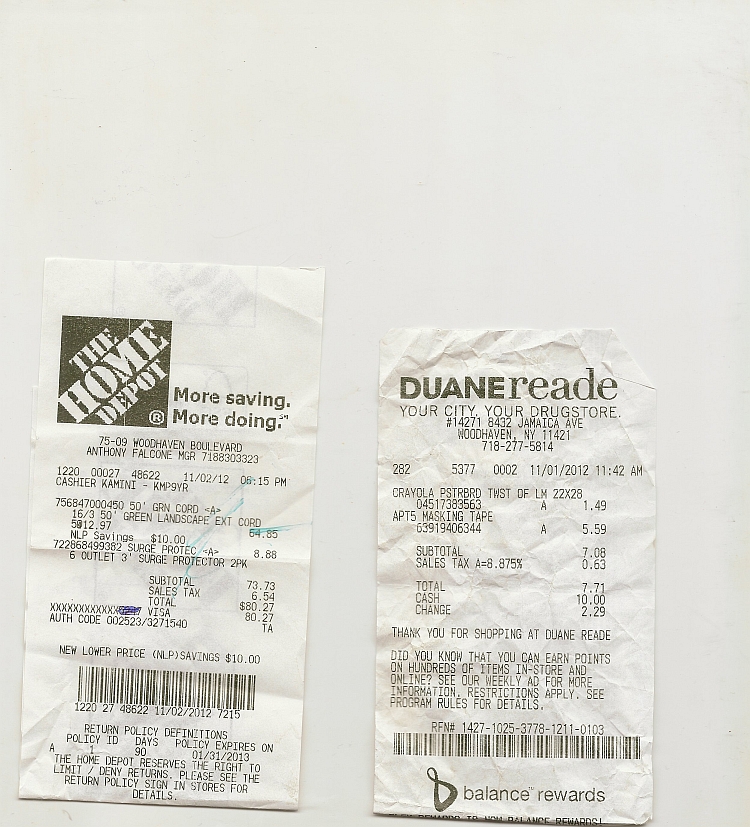 THE
HOME
DEPOT
®
More saving.
More doing.℠
75-09 WOODHAVEN BOULEVARD
ANTHONY FALCONE MGR 7188303323
1220 00027 48622 11/02/12 06:15 PM
CASHIER KAMINI - KMP9YR
756847000450 50' GRN CORD <A>
16/3 50' GREEN LANDSCAPE EXT CORD
5@12.97 64.85
NLP Savings $10.00
722868499382 SURGE PROTEC <A> 8.88
6 OUTLET 3' SURGE PROTECTOR 2PK
SUBTOTAL 73.73
SALES TAX 6.54
TOTAL $80.27
XXXXXXXXXXXX VISA 80.27
AUTH CODE 002523/3271540 TA
NEW LOWER PRICE (NLP)SAVINGS $10.00
1220 27 48622 11/02/2012 7215
RETURN POLICY DEFINITIONS
POLICY ID DAYS POLICY EXPIRES ON
A 1 90 01/31/2013
THE HOME DEPOT RESERVES THE RIGHT TO
LIMIT / DENY RETURNS. PLEASE SEE THE
RETURN POLICY SIGN IN STORES FOR
DETAILS.
DUANEreade
YOUR CITY. YOUR DRUGSTORE.
#14271 8432 JAMAICA AVE
WOODHAVEN, NY 11421
718-277-5814
282 5377 0002 11/01/2012 11:42 AM
CRAYOLA PSTRBRD TWST OF LM 22X28
04517383563 A 1.49
APT5 MASKING TAPE
63919406344 A 5.59
SUBTOTAL 7.08
SALES TAX A=8.875% 0.63
TOTAL 7.71
CASH 10.00
CHANGE 2.29
THANK YOU FOR SHOPPING AT DUANE READE
DID YOU KNOW THAT YOU CAN EARN POINTS
ON HUNDREDS OF ITEMS IN-STORE AND
ONLINE? SEE OUR WEEKLY AD FOR MORE
INFORMATION. RESTRICTIONS APPLY. SEE
PROGRAM RULES FOR DETAILS.
RFN# 1427-1025-3778-1211-0103
balance™ rewards
FLEX REWARDS IS NOW BALANCE REWARDS!